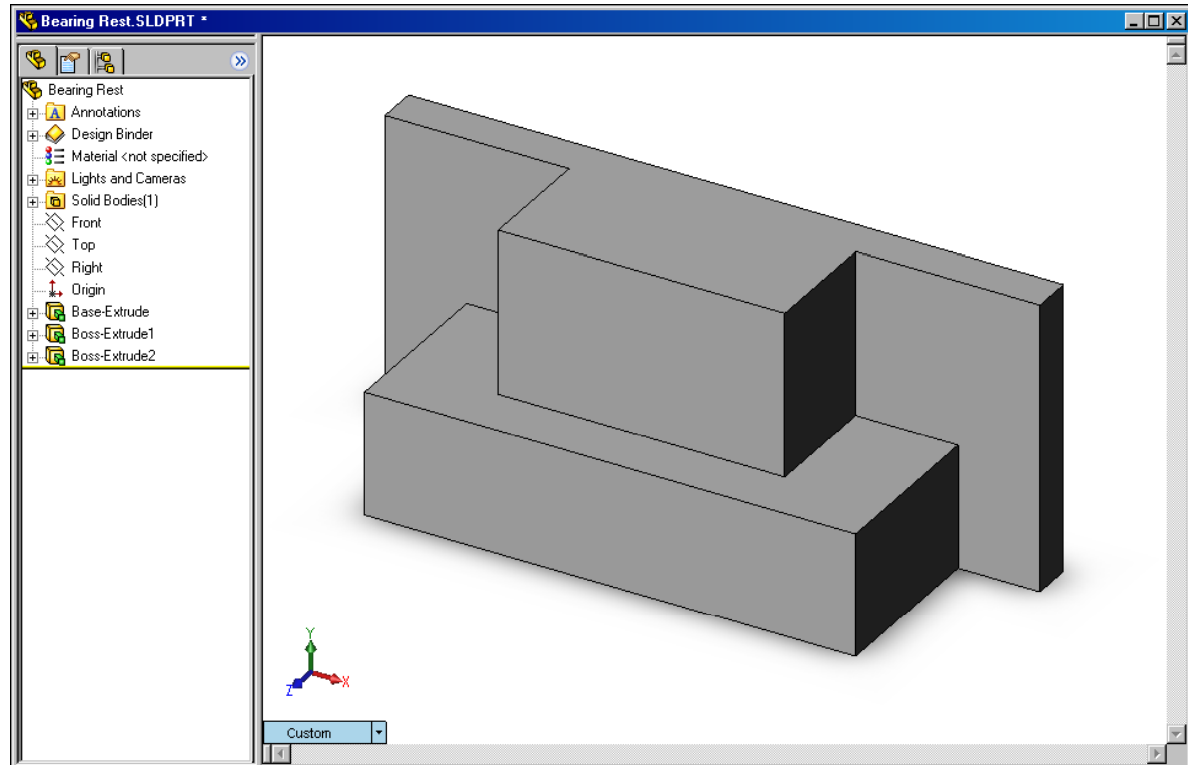 Bearing Rest.SLDPRT *
Bearing Rest
A Annotations
Design Binder
Material <not specified>
Lights and Cameras
Solid Bodies(1)
Front
Top
Right
Origin
Base-Extrude
Boss-Extrude1
Boss-Extrude2
Y
X
Z
Custom